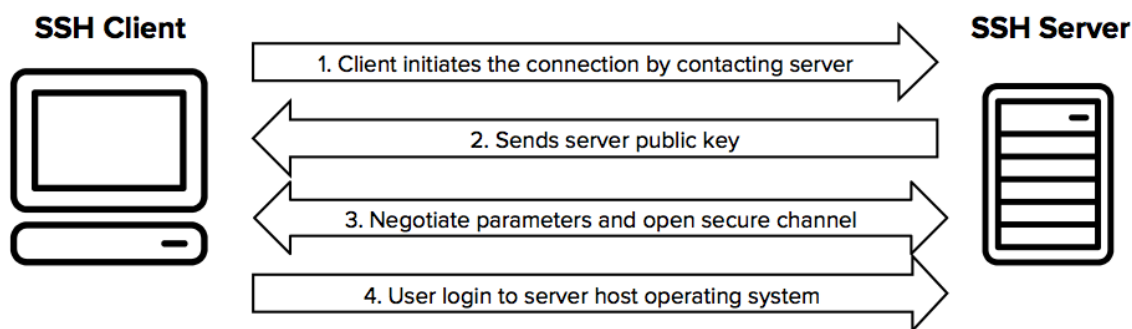 SSH Client
SSH Server
1. Client initiates the connection by contacting server
2. Sends server public key
3. Negotiate parameters and open secure channel
4. User login to server host operating system